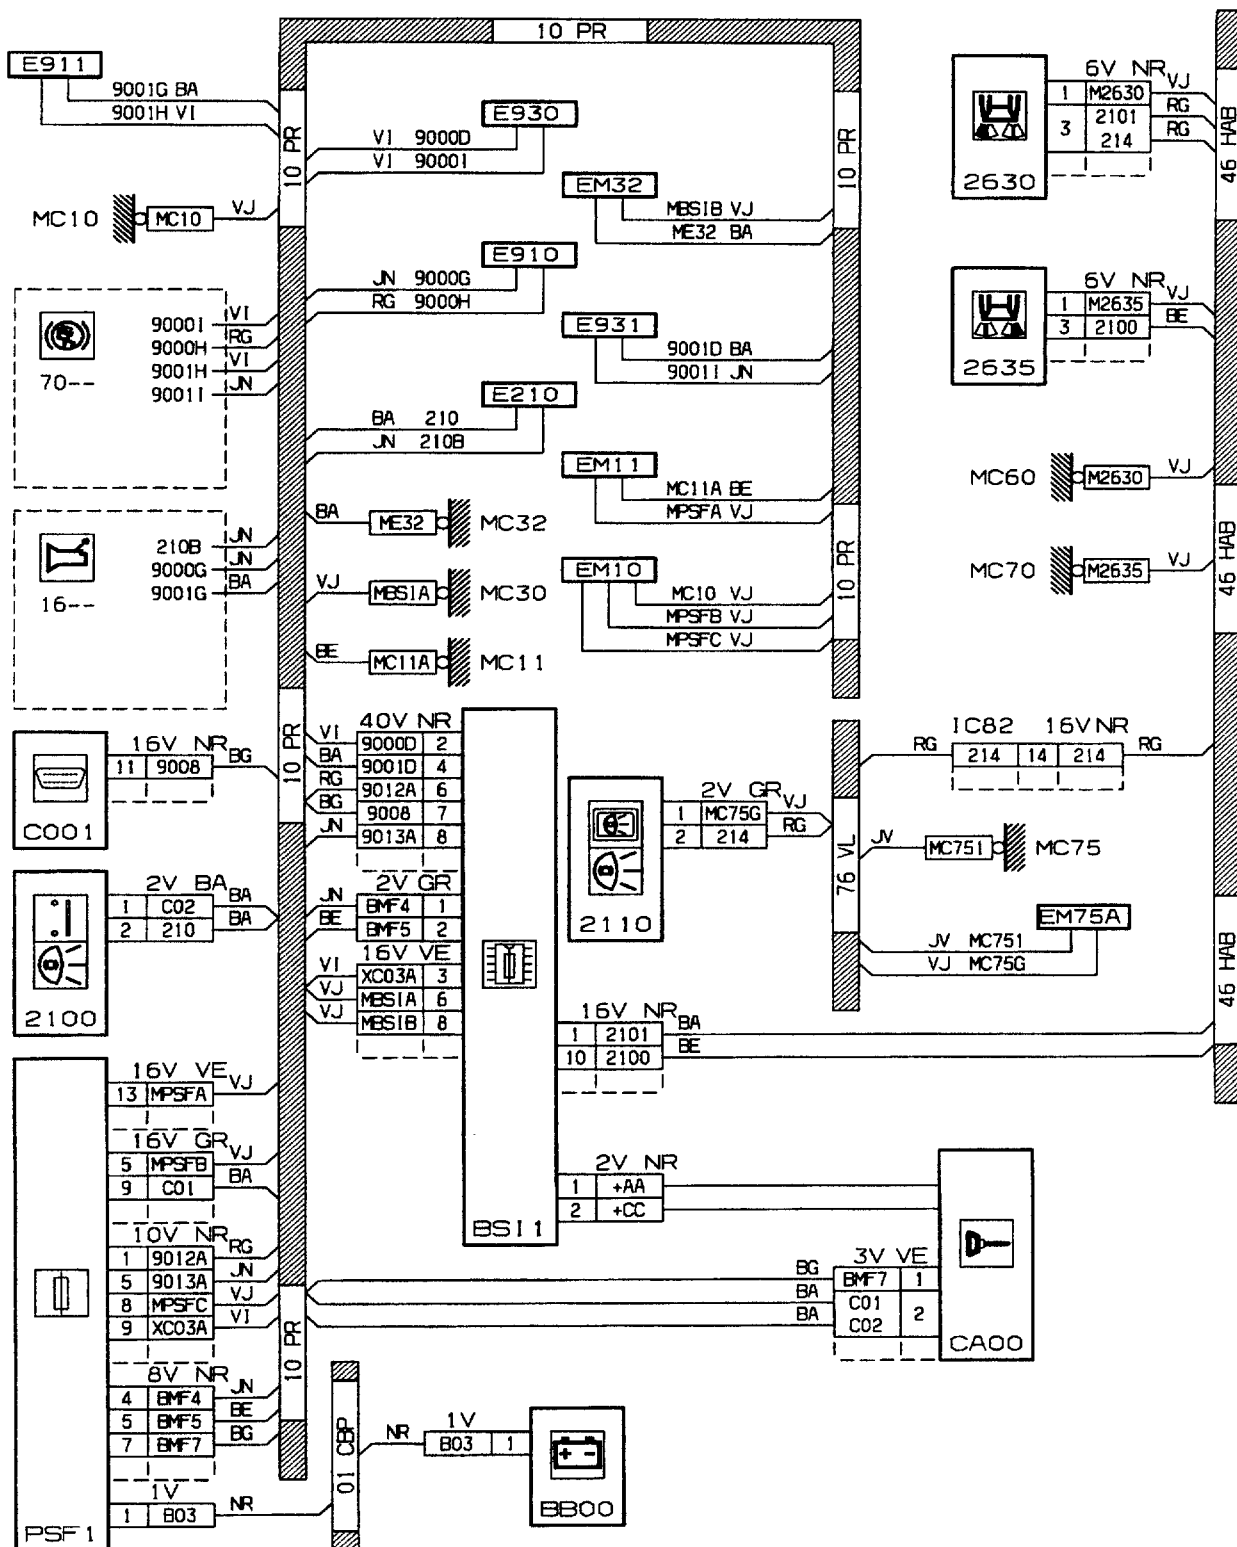 10 PR
E911
9001G BA
9001H VI
10 PR
E930
VI 9000D
VI 9000I
MC10
MC10
VJ
EM32
MBSIB VJ
ME32 BA
10 PR
6V NR
1 M2630 VJ
3 2101 RG
214 RG
2630
46 HAB
E910
JN 9000G
RG 9000H
9000I VI
9000H RG
9001H VI
9001I JN
70--
E931
9001D BA
9001I JN
6V NR
1 M2635 VJ
3 2100 BE
2635
E210
BA 210
JN 210B
EM11
MC11A BE
MPSFA VJ
MC60
M2630
VJ
BA
ME32
MC32
210B JN
9000G JN
9001G BA
16--
VJ
MBSIA
MC30
EM10
MC10 VJ
MPSFB VJ
MPSFC VJ
10 PR
MC70
M2635
VJ
46 HAB
BE
MC11A
MC11
16V NR
11 9008 BG
C001
10 PR
40V NR
VI 9000D 2
BA 9001D 4
RG 9012A 6
BG 9008 7
JN 9013A 8
2V GR
JN BMF4 1
BE BMF5 2
16V VE
VI XC03A 3
VJ MBSIA 6
VJ MBSIB 8
2V GR
1 MC75G VJ
2 214 RG
2110
76 VL
IC82 16V NR
RG 214 14 214 RG
JV
MC751
MC75
EM75A
JV MC751
VJ MC75G
46 HAB
2V BA
1 C02 BA
2 210 BA
2100
16V NR
1 2101 BA
10 2100 BE
2V NR
1 +AA
2 +CC
BSI1
16V VE
13 MPSFA VJ
16V GR
5 MPSFB VJ
9 C01 BA
10V NR
1 9012A RG
5 9013A JN
8 MPSFC VJ
9 XC03A VI
8V NR
4 BMF4 JN
5 BMF5 BE
7 BMF7 BG
1V
1 B03 NR
PSF1
10 PR
3V VE
BG BMF7 1
BA C01 2
BA C02
CA00
01 CBP
NR
1V
B03 1
BB00